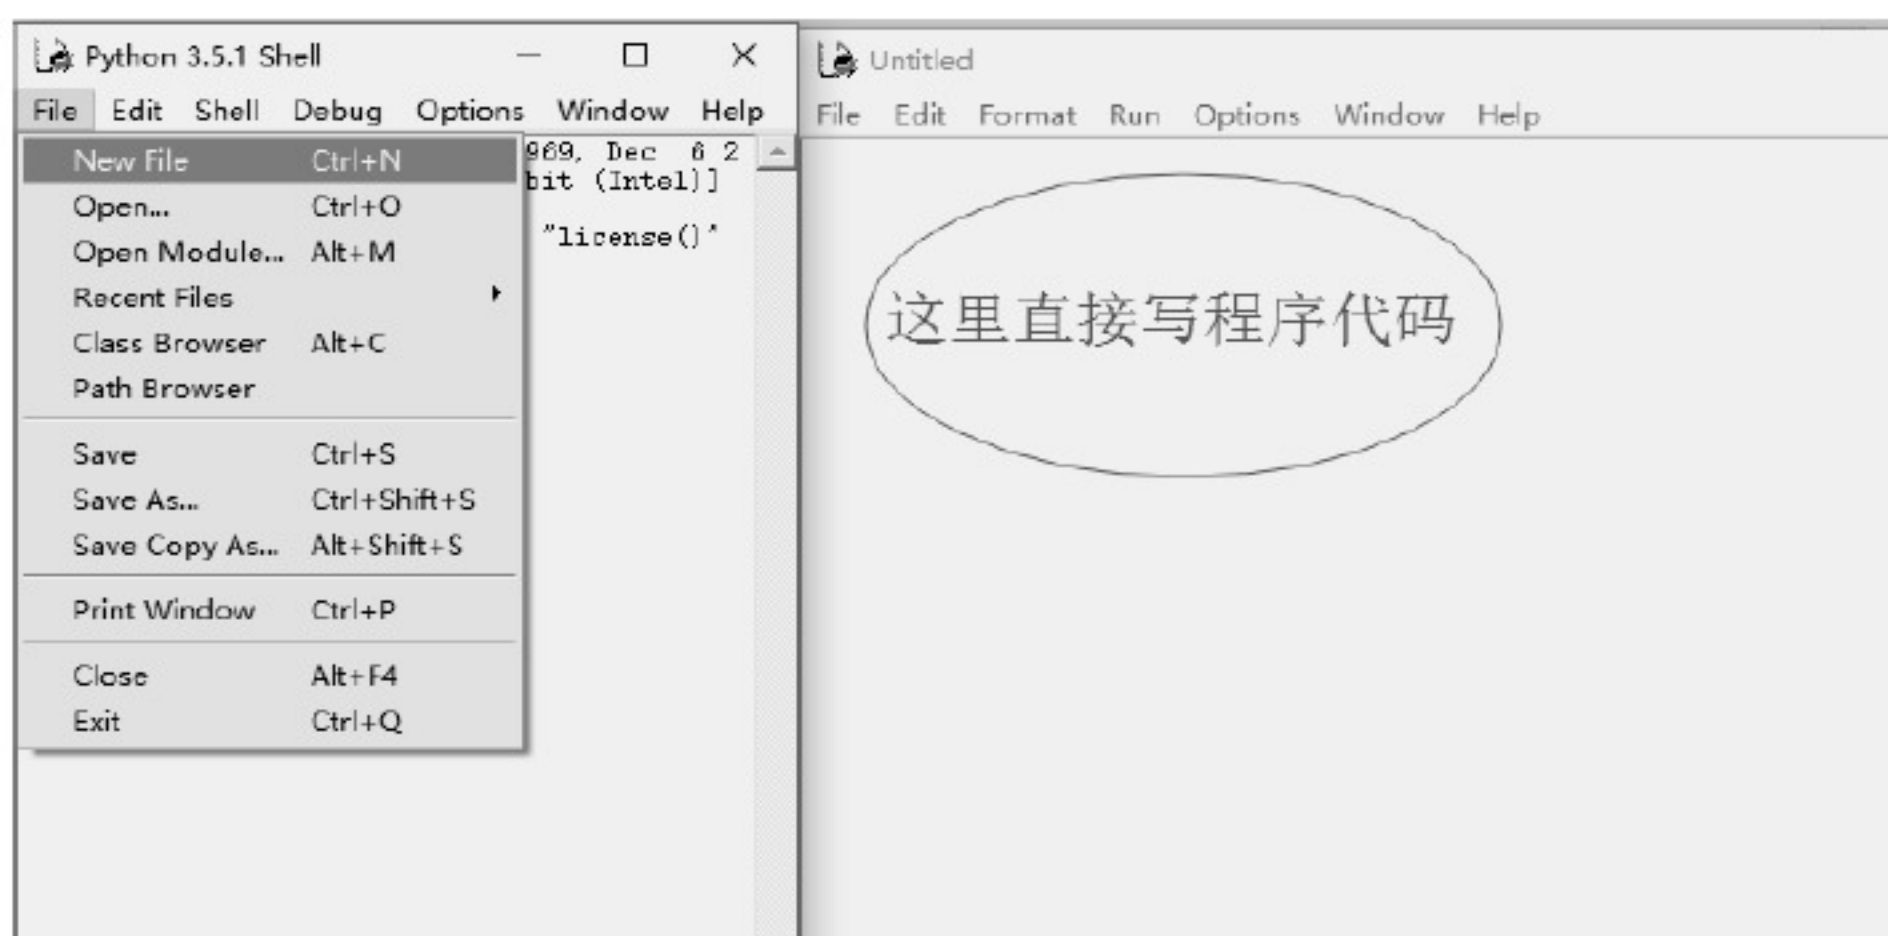 Python 3.5.1 Shell
File Edit Shell Debug Options Window Help
New File Ctrl+N
Open... Ctrl+O
Open Module... Alt+M
Recent Files
Class Browser Alt+C
Path Browser
Save Ctrl+S
Save As... Ctrl+Shift+S
Save Copy As... Alt+Shift+S
Print Window Ctrl+P
Close Alt+F4
Exit Ctrl+Q
969, Dec 6 2
bit (Intel)]
"license()"
Untitled
File Edit Format Run Options Window Help
这里直接写程序代码